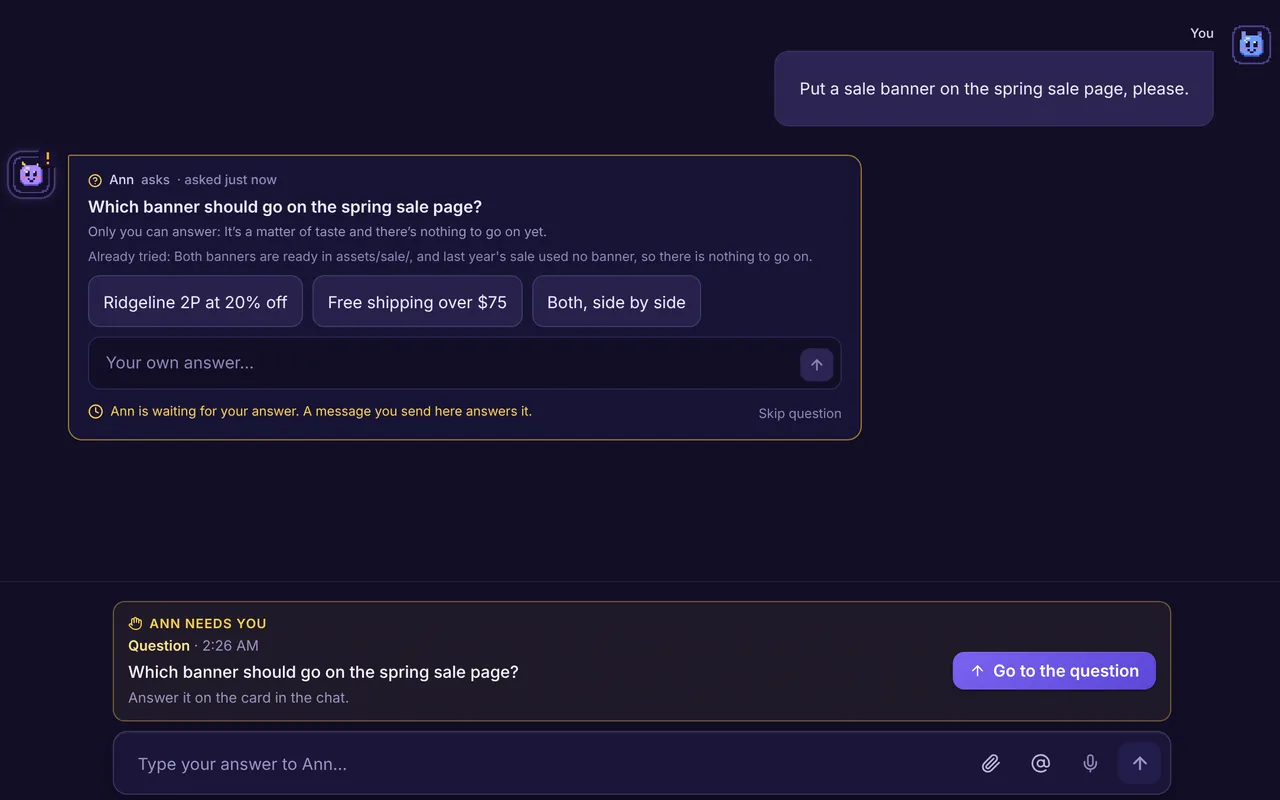 You
Put a sale banner on the spring sale page, please.
Ann asks · asked just now
Which banner should go on the spring sale page?
Only you can answer: It’s a matter of taste and there’s nothing to go on yet.
Already tried: Both banners are ready in assets/sale/, and last year's sale used no banner, so there is nothing to go on.
Ridgeline 2P at 20% off
Free shipping over $75
Both, side by side
Your own answer...
Ann is waiting for your answer. A message you send here answers it.
Skip question
ANN NEEDS YOU
Question · 2:26 AM
Which banner should go on the spring sale page?
Answer it on the card in the chat.
Go to the question
Type your answer to Ann...